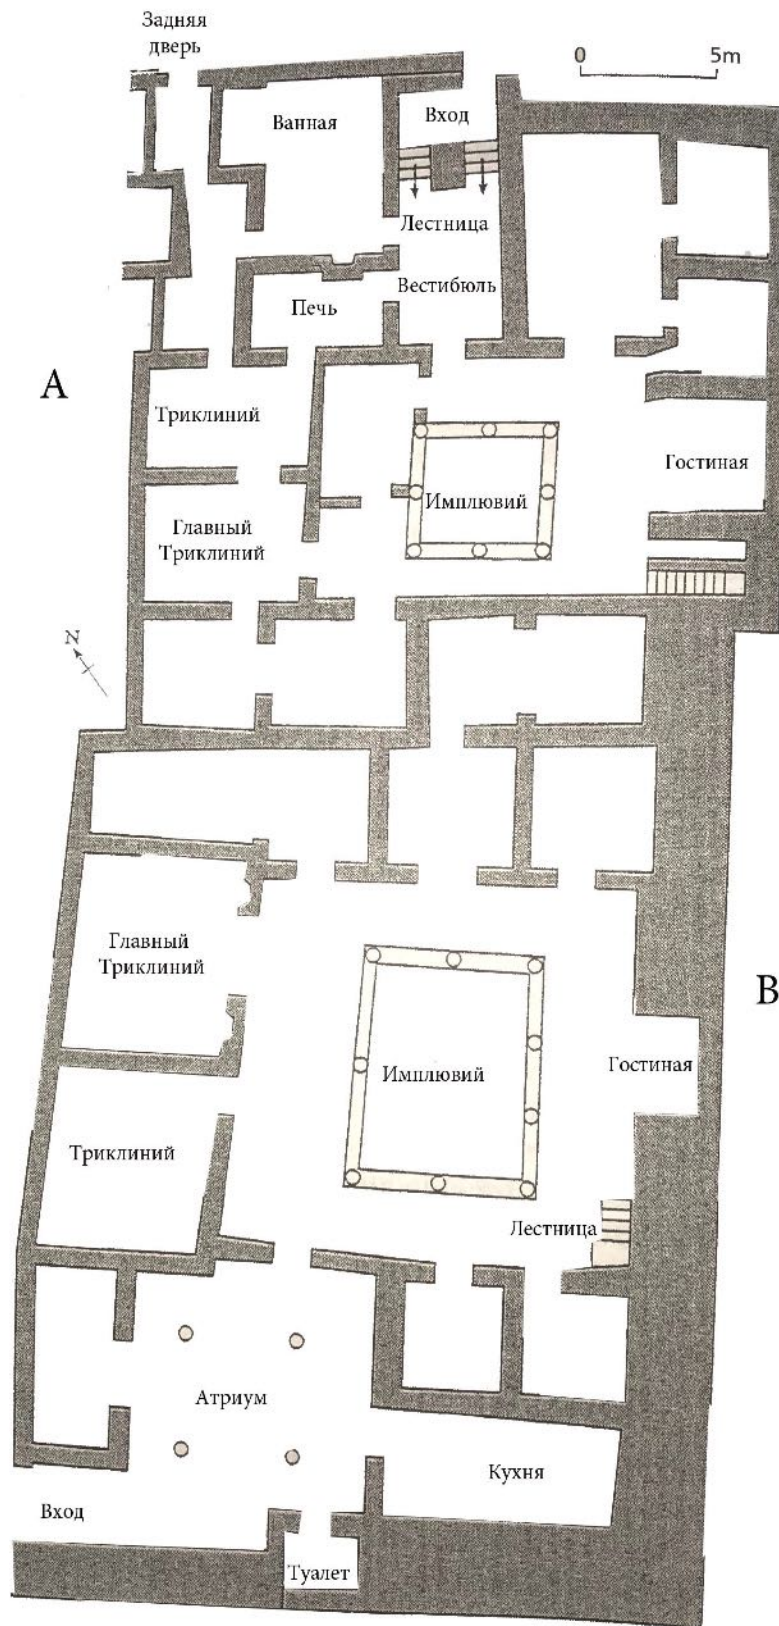 Задняя
дверь
0 5m
Ванная
Вход
Лестница
Вестибюль
Печь
A
Триклиний
Гостиная
Имплювий
Главный
Триклиний
N
Главный
Триклиний
B
Гостиная
Имплювий
Триклиний
Лестница
Атриум
Кухня
Вход
Туалет